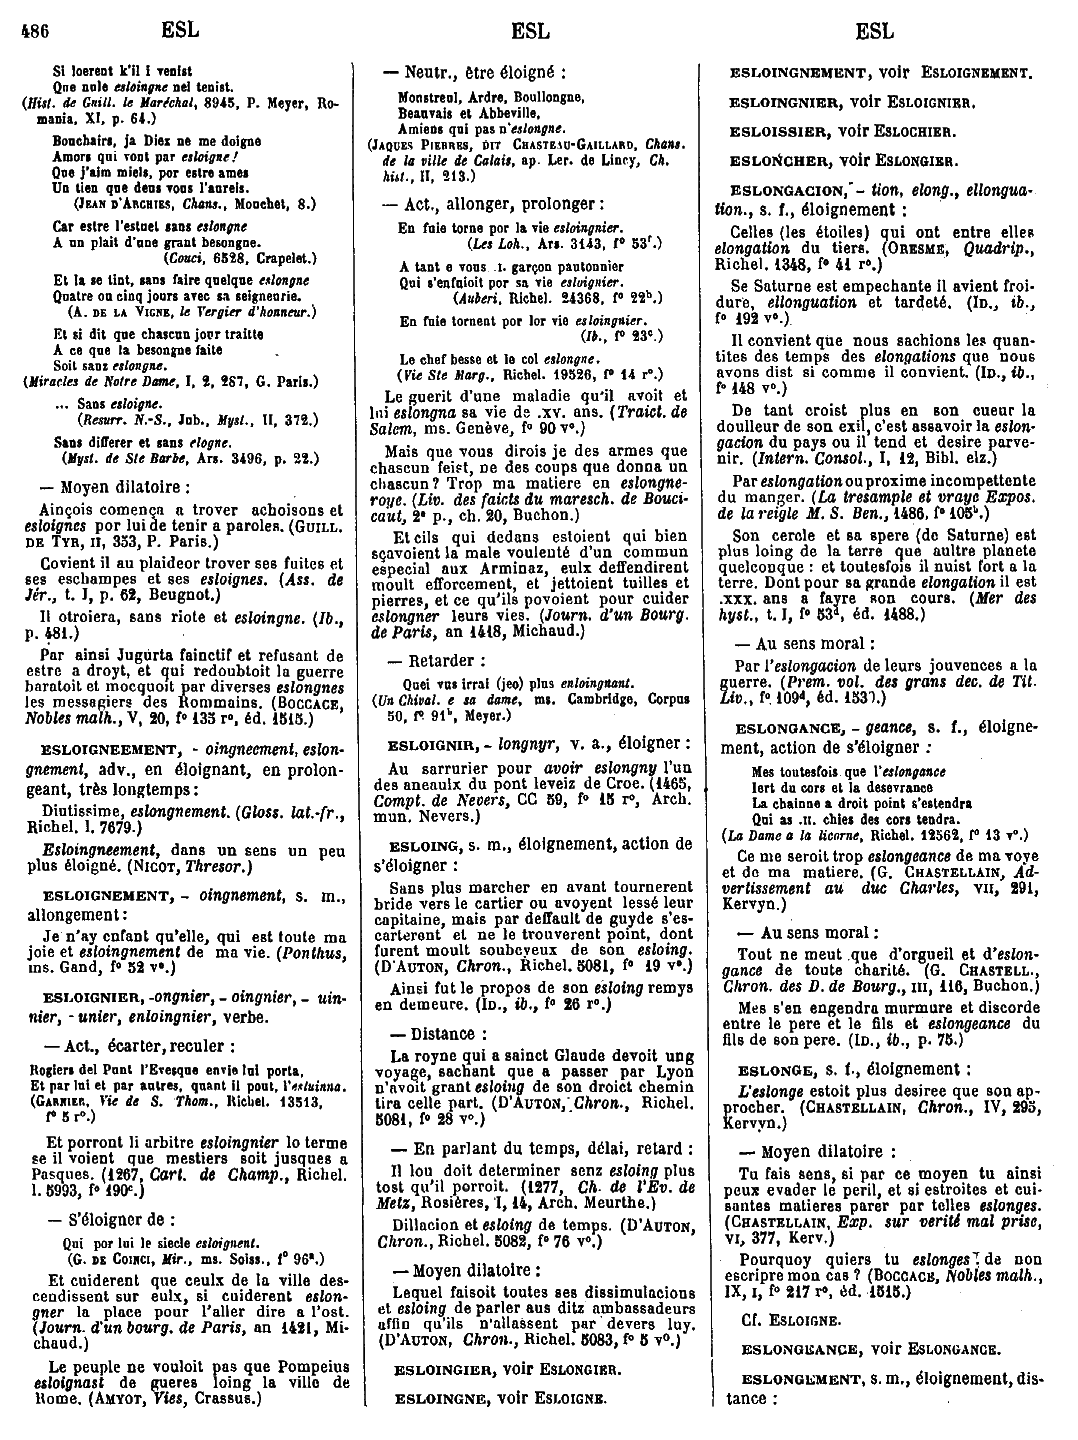 486 ESL ESL ESL
Si loerent k'il i venist
Que nule esloingne nel tenist.
(Hist. de Guill. le Maréchal, 8945, P. Meyer, Ro-
mania, XI, p. 64.)
Bouchairs, ja Diex ne me doigne
Amors qui vont par esloigne!
Que j'aim miels, por estre ames
Un tien que deus vous l'aureis.
(JEAN D'ARCHIES, Chans., Monchet, 8.)
Car estre l'estuet sans eslongne
A un plait d'une grant besongne.
(Couci, 6528, Crapelet.)
Et la se tint, sans faire quelque eslongne
Quatre ou cinq jours avec sa seigneurie.
(A. DE LA VIGNE, le Vergier d'honneur.)
Et si dit que chascun jour traitte
A ce que la besongne faite
Soit sanz eslongne.
(Miracles de Notre Dame, I, 2, 287, G. Paris.)
... Sans esloigne.
(Resurr. N.-S., Jub., Myst., II, 372.)
Sans differer et sans elogne.
(Myst. de Ste Barbe, Ars. 3496, p. 22.)
— Moyen dilatoire :
Ainçois comença a trover achoisons et
esloignes por lui de tenir a paroles. (GUILL.
DE TYR, II, 353, P. Paris.)
Covient il au plaideor trover ses fuites et
ses eschampes et ses esloignes. (Ass. de
Jér., t. I, p. 62, Beugnot.)
Il otroiera, sans riote et esloingne. (Ib.,
p. 481.)
Par ainsi Jugurta fainctif et refusant de
estre a droyt, et qui redoubtoit la guerre
baratoit et mocquoit par diverses eslongnes
les messagiers des Rommains. (BOCCACE,
Nobles malh., V, 20, f° 135 r°, éd. 1515.)
ESLOIGNEEMENT, - oingneement, eslon-
gnement, adv., en éloignant, en prolon-
geant, très longtemps :
Diutissime, eslongnement. (Gloss. lat.-fr.,
Richel. l. 7679.)
Esloingneement, dans un sens un peu
plus éloigné. (NICOT, Thresor.)
ESLOIGNEMENT, - oingnement, s. m.,
allongement :
Je n'ay enfant qu'elle, qui est toute ma
joie et esloingnement de ma vie. (Ponthus,
ms. Gand, f° 52 v°.)
ESLOIGNIER, -ongnier, - oingnier, - uin-
nier, - unier, enloingnier, verbe.
— Act., écarter, reculer :
Rogiers del Punt l'Evesque envie lui porta,
Et par lui et par autres, quant il pout, l'esluinna.
(GARNIER, Vie de S. Thom., Richel. 13513,
f° 5 r°.)
Et porront li arbitre esloingnier lo terme
se il voient que mestiers soit jusques a
Pasques. (1267, Cart. de Champ., Richel.
l. 5993, f° 190ᶜ.)
— S'éloigner de :
Qui por lui le siecle esloignent.
(G. DE COINCI, Mir., ms. Soiss., f° 96ᵃ.)
Et cuiderent que ceulx de la ville des-
cendissent sur eulx, si cuiderent eslon-
gner la place pour l'aller dire a l'ost.
(Journ. d'un bourg. de Paris, an 1421, Mi-
chaud.)
Le peuple ne vouloit pas que Pompeius
esloignast de gueres loing la ville de
Rome. (AMYOT, Vies, Crassus.)
— Neutr., être éloigné :
Monstreul, Ardre, Boullongne,
Beauvais et Abbeville,
Amiens qui pas n'eslongne.
(JAQUES PIERRES, DIT CHASTEAU-GAILLARD, Chans.
de la ville de Calais, ap. Ler. de Lincy, Ch.
hist., II, 213.)
— Act., allonger, prolonger :
En fuie torne por la vie esloingnier.
(Les Loh., Ars. 3143, f° 53ᶠ.)
A tant e vous .I. garçon pautonnier
Qui s'enfuioit por sa vie esluignier.
(Auberi, Richel. 24368, f° 22ᵇ.)
En fuie tornent por lor vie esloingnier.
(Ib., f° 23ᶜ.)
Le chef besse et le col eslongne.
(Vie Ste Marg., Richel. 19526, f° 14 r°.)
Le guerit d'une maladie qu'il avoit et
lui eslongna sa vie de .XV. ans. (Traict. de
Salem, ms. Genève, f° 90 v°.)
Mais que vous dirois je des armes que
chascun feist, ne des coups que donna un
chascun ? Trop ma matiere en eslongne-
roye. (Liv. des faicts du maresch. de Bouci-
caut, 2ᵉ p., ch. 20, Buchon.)
Et cils qui dedans estoient qui bien
sçavoient la male voulenté d'un commun
especial aux Arminaz, eulx deffendirent
moult efforcement, et jettoient tuilles et
pierres, et ce qu'ils povoient pour cuider
eslongner leurs vies. (Journ. d'un Bourg.
de Paris, an 1418, Michaud.)
— Retarder :
Quei vus irrai (jeo) plus enloingnant.
(Un Chival. e sa dame, ms. Cambridge, Corpus
50, f° 91ᵇ, Meyer.)
ESLOIGNIR, - longnyr, v. a., éloigner :
Au sarrurier pour avoir eslongny l'un
des aneaulx du pont leveiz de Croe. (1465,
Compt. de Nevers, CC 59, f° 15 r°, Arch.
mun. Nevers.)
ESLOING, s. m., éloignement, action de
s'éloigner :
Sans plus marcher en avant tournerent
bride vers le cartier ou avoyent lessé leur
capitaine, mais par deffault de guyde s'es-
carterent et ne le trouverent point, dont
furent moult soubcyeux de son esloing.
(D'AUTON, Chron., Richel. 5081, f° 19 v°.)
Ainsi fut le propos de son esloing remys
en demeure. (ID., ib., f° 26 r°.)
— Distance :
La royne qui a sainct Glaude devoit ung
voyage, sachant que a passer par Lyon
n'avoit grant esloing de son droict chemin
tira celle part. (D'AUTON, Chron., Richel.
5081, f° 28 v°.)
— En parlant du temps, délai, retard :
Il lou doit determiner senz esloing plus
tost qu'il porroit. (1277, Ch. de l'Ev. de
Metz, Rosières, I, 14, Arch. Meurthe.)
Dillacion et esloing de temps. (D'AUTON,
Chron., Richel. 5082, f° 76 v°.)
— Moyen dilatoire :
Lequel faisoit toutes ses dissimulacions
et esloing de parler aus ditz ambassadeurs
affin qu'ils n'allassent par devers luy.
(D'AUTON, Chron., Richel. 5083, f° 5 v°.)
ESLOINGIER, voir ESLONGIER.
ESLOINGNE, voir ESLOIGNE.
ESLOINGNEMENT, voir ESLOIGNEMENT.
ESLOINGNIER, voir ESLOIGNIER.
ESLOISSIER, voir ESLOCHIER.
ESLONCHER, voir ESLONGIER.
ESLONGACION, - tion, elong., ellongua-
tion., s. f., éloignement :
Celles (les étoiles) qui ont entre elles
elongation du tiers. (ORESME, Quadrip.,
Richel. 1348, f° 41 r°.)
Se Saturne est empechante il avient froi-
dure, ellonguation et tardeté. (ID., ib.,
f° 192 v°.)
Il convient que nous sachions les quan-
tites des temps des elongations que nous
avons dist si comme il convient. (ID., ib.,
f° 148 v°.)
De tant croist plus en son cueur la
doulleur de son exil, c'est assavoir la eslon-
gacion du pays ou il tend et desire parve-
nir. (Intern. Consol., I, 12, Bibl. elz.)
Par eslongation ou proxime incompettente
du manger. (La tresample et vraye Expos.
de la reigle M. S. Ben., 1486, f° 105ᵇ.)
Son cercle et sa spere (de Saturne) est
plus loing de la terre que aultre planete
quelconque : et toutesfois il nuist fort a la
terre. Dont pour sa grande elongation il est
.XXX. ans a fayre son cours. (Mer des
hyst., t. I, f° 53ᵈ, éd. 1488.)
— Au sens moral :
Par l'eslongacion de leurs jouvences a la
guerre. (Prem. vol. des grans dec. de Tit.
Liv., f° 109ᵈ, éd. 1530.)
ESLONGANCE, - geance, s. f., éloigne-
ment, action de s'éloigner :
Mes toutesfois que l'eslongance
Iert du cors et la desevrance
La chainne a droit point s'estendra
Qui as .II. chies des cors tendra.
(La Dame a la licorne, Richel. 12562, f° 13 v°.)
Ce me seroit trop eslongeance de ma voye
et de ma matiere. (G. CHASTELLAIN, Ad-
vertissement au duc Charles, VII, 291,
Kervyn.)
— Au sens moral :
Tout ne meut que d'orgueil et d'eslon-
gance de toute charité. (G. CHASTELL.,
Chron. des D. de Bourg., III, 116, Buchon.)
Mes s'en engendra murmure et discorde
entre le pere et le fils et eslongeance du
fils de son pere. (ID., ib., p. 75.)
ESLONGE, s. f., éloignement :
L'eslonge estoit plus desiree que son ap-
procher. (CHASTELLAIN, Chron., IV, 295,
Kervyn.)
— Moyen dilatoire :
Tu fais sens, si par ce moyen tu ainsi
peux evader le peril, et si estroites et cui-
santes matieres parer par telles eslonges.
(CHASTELLAIN, Exp. sur verité mal prise,
VI, 377, Kerv.)
Pourquoy quiers tu eslonges de non
escripre mon cas ? (BOCCACE, Nobles malh.,
IX, I, f° 217 r°, éd. 1515.)
Cf. ESLOIGNE.
ESLONGEANCE, voir ESLONGANCE.
ESLONGEMENT, s. m., éloignement, dis-
tance :